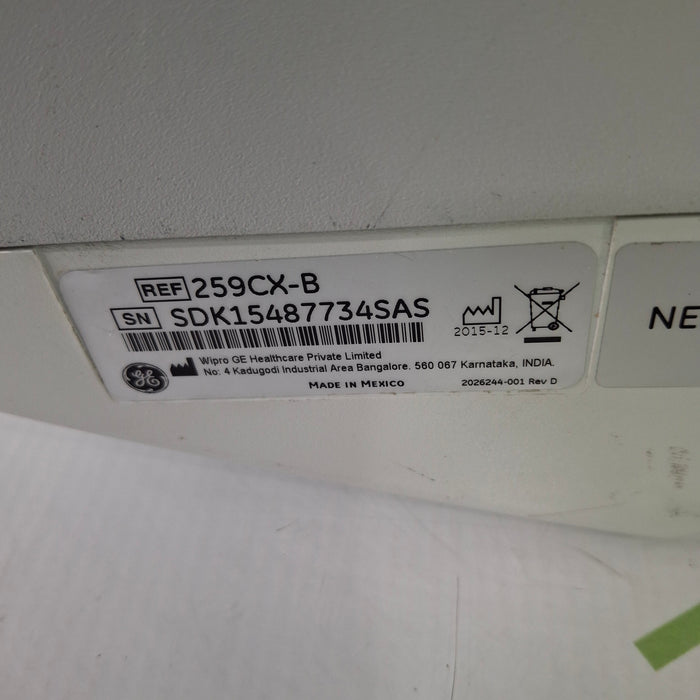 REF 259CX-B
SN SDK15487734SAS
2015-12
GE
Wipro GE Healthcare Private Limited
No: 4 Kadugodi Industrial Area Bangalore. 560 067 Karnataka, INDIA.
MADE IN MEXICO
2026244-001 Rev D
NE